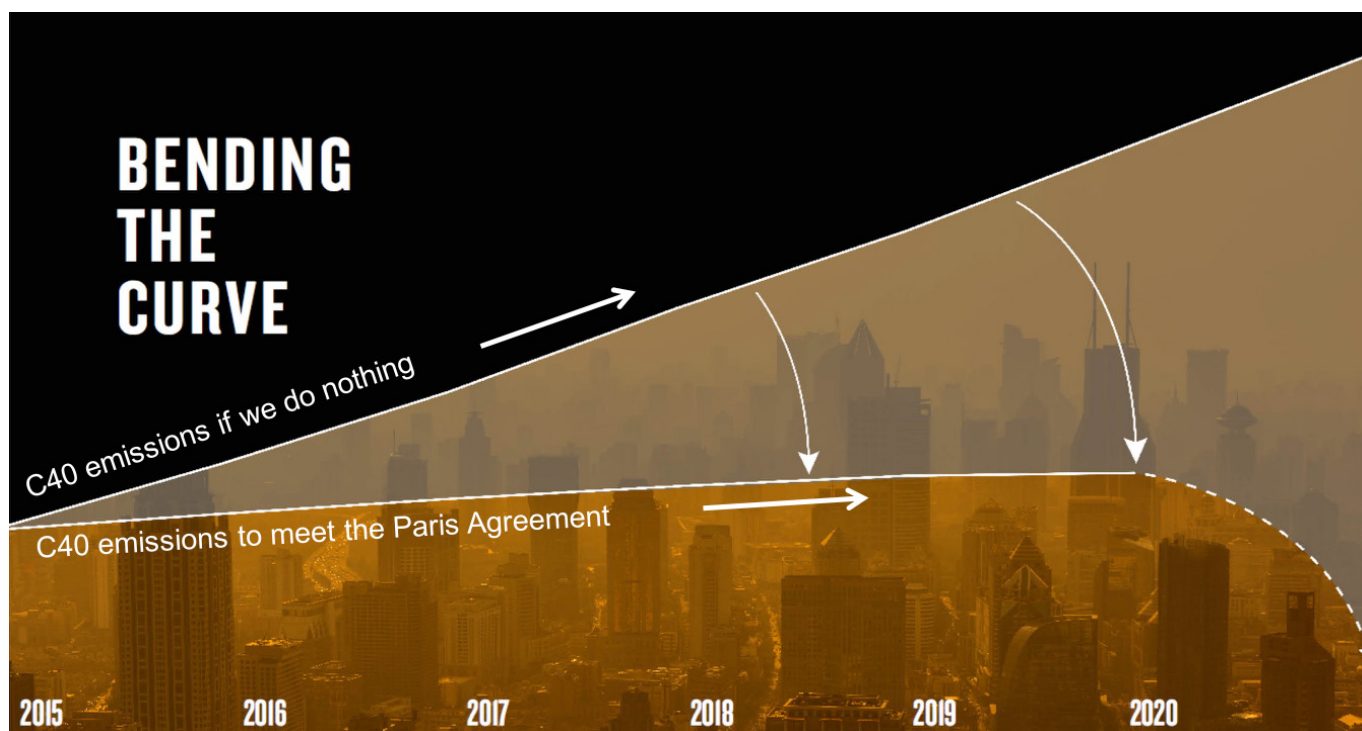 BENDING
THE
CURVE
C40 emissions if we do nothing
C40 emissions to meet the Paris Agreement
2015 2016 2017 2018 2019 2020